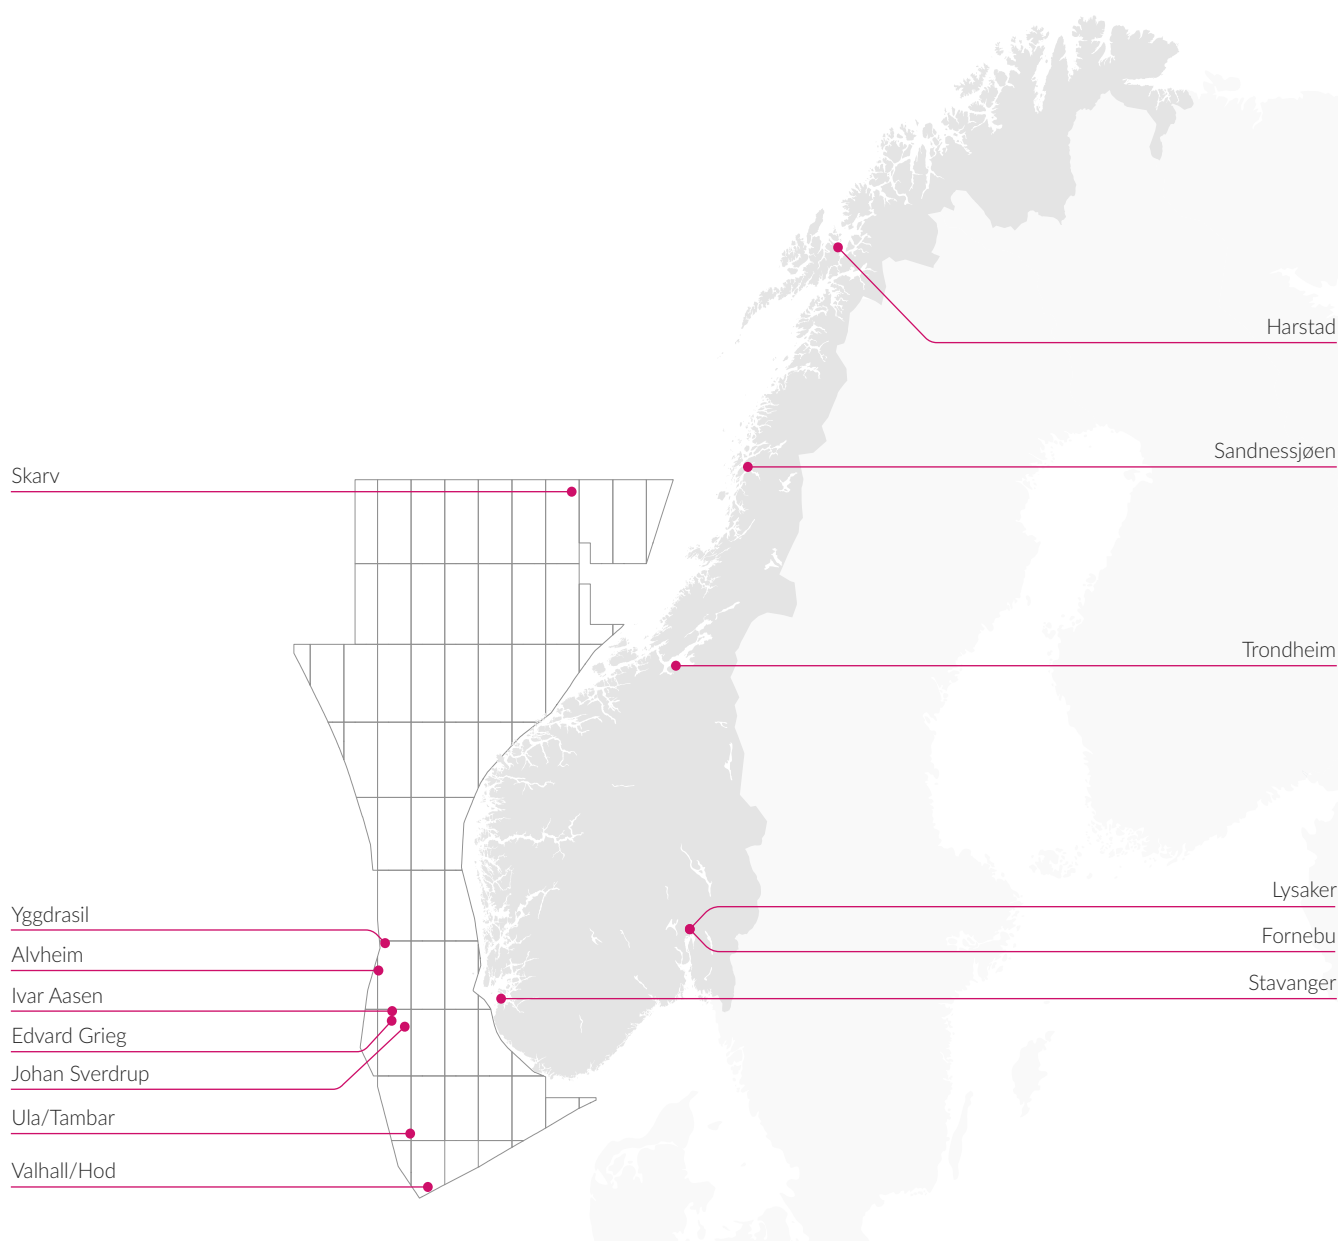 Harstad
Sandnessjøen
Skarv
Trondheim
Lysaker
Yggdrasil
Fornebu
Alvheim
Stavanger
Ivar Aasen
Edvard Grieg
Johan Sverdrup
Ula/Tambar
Valhall/Hod